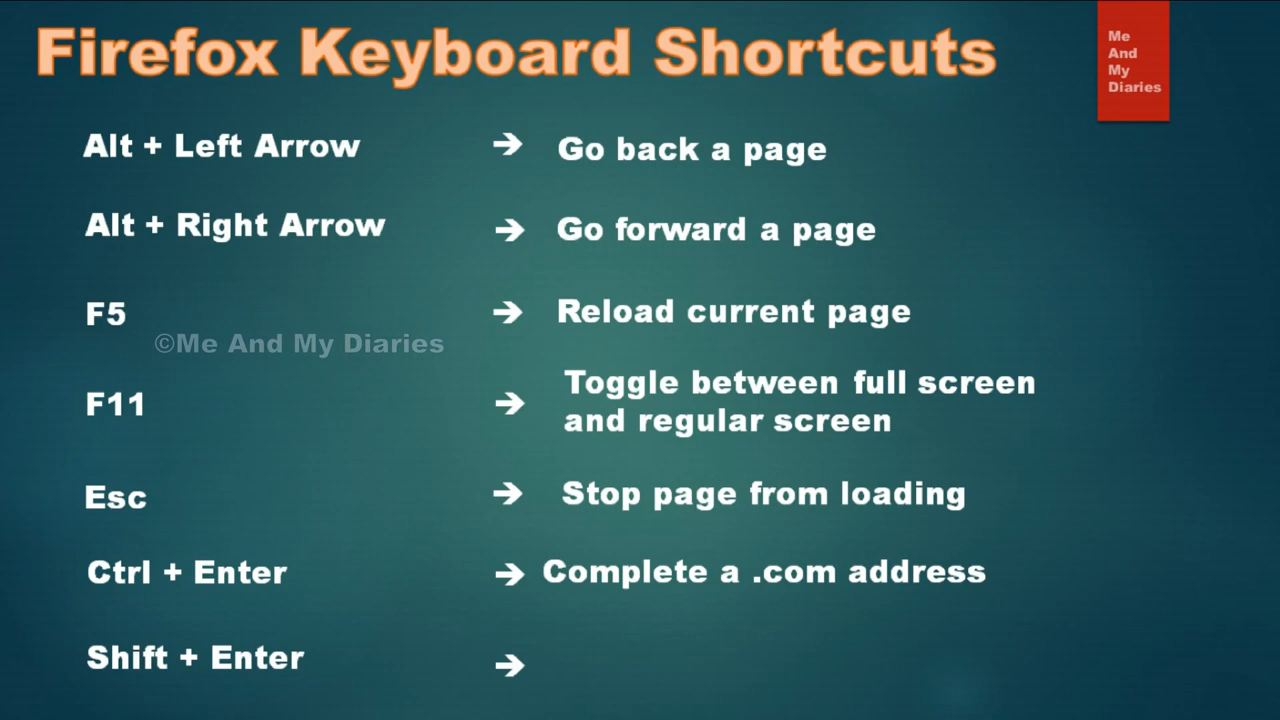 Firefox Keyboard Shortcuts
Me
And
My
Diaries
Alt + Left Arrow → Go back a page
Alt + Right Arrow → Go forward a page
F5 → Reload current page
©Me And My Diaries
F11 → Toggle between full screen
and regular screen
Esc → Stop page from loading
Ctrl + Enter → Complete a .com address
Shift + Enter →